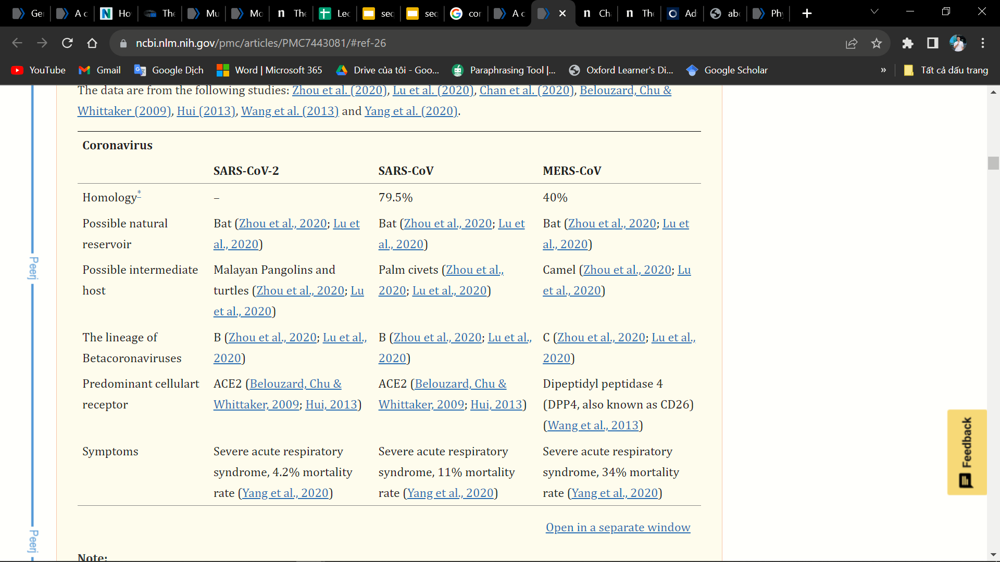 Ge
A c
Ho
The
Mu
Mo
The
Lec
seq
seq
cor
A c
Ch
The
Ad
ab
Phy
ncbi.nlm.nih.gov/pmc/articles/PMC7443081/#ref-26
YouTube
Gmail
Google Dịch
Word | Microsoft 365
Drive của tôi - Goo...
Paraphrasing Tool |...
Oxford Learner's Di...
Google Scholar
»
Tất cả dấu trang
The data are from the following studies: Zhou et al. (2020), Lu et al. (2020), Chan et al. (2020), Belouzard, Chu &
Whittaker (2009), Hui (2013), Wang et al. (2013) and Yang et al. (2020).
Coronavirus
SARS-CoV-2 SARS-CoV MERS-CoV
Homology* – 79.5% 40%
Possible natural Bat (Zhou et al., 2020; Lu et Bat (Zhou et al., 2020; Lu et Bat (Zhou et al., 2020; Lu et
reservoir al., 2020) al., 2020) al., 2020)
Possible intermediate Malayan Pangolins and Palm civets (Zhou et al., Camel (Zhou et al., 2020; Lu
host turtles (Zhou et al., 2020; Lu 2020; Lu et al., 2020) et al., 2020)
et al., 2020)
The lineage of B (Zhou et al., 2020; Lu et al., B (Zhou et al., 2020; Lu et al., C (Zhou et al., 2020; Lu et al.,
Betacoronaviruses 2020) 2020) 2020)
Predominant cellulart ACE2 (Belouzard, Chu & ACE2 (Belouzard, Chu & Dipeptidyl peptidase 4
receptor Whittaker, 2009; Hui, 2013) Whittaker, 2009; Hui, 2013) (DPP4, also known as CD26)
(Wang et al., 2013)
Symptoms Severe acute respiratory Severe acute respiratory Severe acute respiratory
syndrome, 4.2% mortality syndrome, 11% mortality syndrome, 34% mortality
rate (Yang et al., 2020) rate (Yang et al., 2020) rate (Yang et al., 2020)
Open in a separate window
Note:
Peerj
Peerj
Feedback